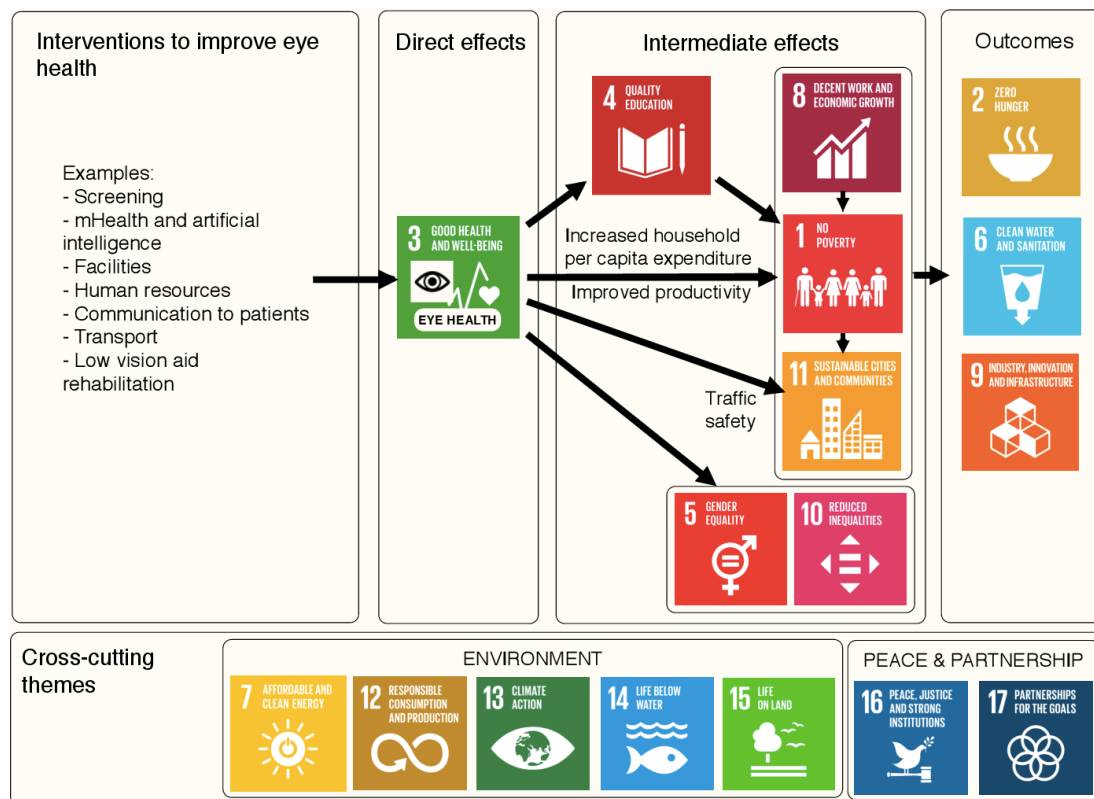 Interventions to improve eye
health
Examples:
- Screening
- mHealth and artificial
intelligence
- Facilities
- Human resources
- Communication to patients
- Transport
- Low vision aid
rehabilitation
Direct effects
3 GOOD HEALTH
AND WELL-BEING
EYE HEALTH
Intermediate effects
4 QUALITY
EDUCATION
8 DECENT WORK AND
ECONOMIC GROWTH
Increased household
per capita expenditure
Improved productivity
1 NO
POVERTY
Traffic
safety
11 SUSTAINABLE CITIES
AND COMMUNITIES
5 GENDER
EQUALITY
10 REDUCED
INEQUALITIES
Outcomes
2 ZERO
HUNGER
6 CLEAN WATER
AND SANITATION
9 INDUSTRY, INNOVATION
AND INFRASTRUCTURE
Cross-cutting
themes
ENVIRONMENT
7 AFFORDABLE AND
CLEAN ENERGY
12 RESPONSIBLE
CONSUMPTION
AND PRODUCTION
13 CLIMATE
ACTION
14 LIFE BELOW
WATER
15 LIFE
ON LAND
PEACE & PARTNERSHIP
16 PEACE, JUSTICE
AND STRONG
INSTITUTIONS
17 PARTNERSHIPS
FOR THE GOALS